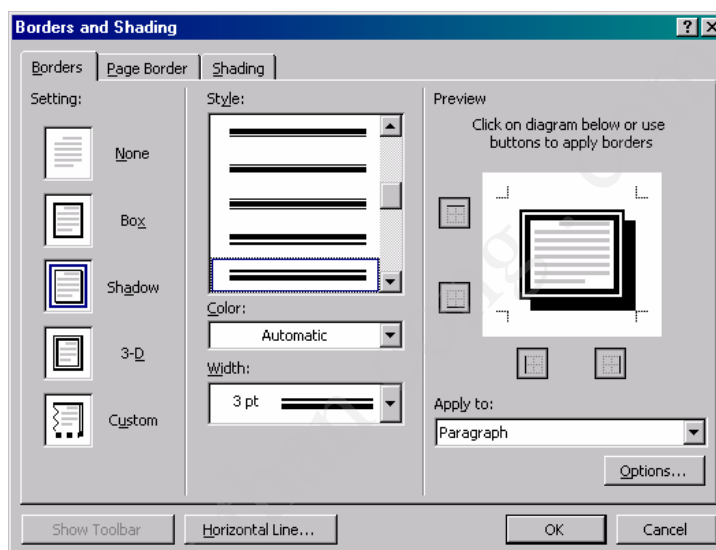 Borders and Shading
Borders Page Border Shading
Setting:
None
Box
Shadow
3-D
Custom
Style:
Color:
Automatic
Width:
3 pt
Preview
Click on diagram below or use
buttons to apply borders
Apply to:
Paragraph
Options...
Show Toolbar Horizontal Line... OK Cancel